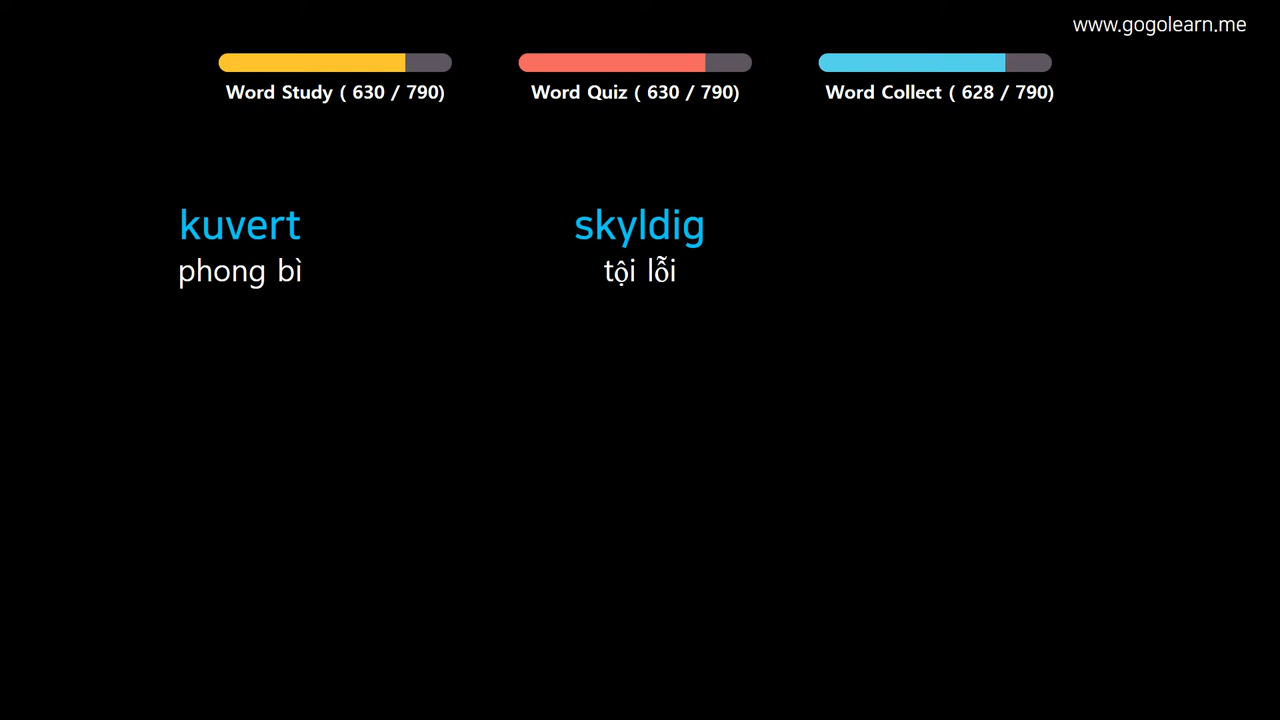 www.gogolearn.me
Word Study ( 630 / 790)
Word Quiz ( 630 / 790)
Word Collect ( 628 / 790)
kuvert
phong bì
skyldig
tội lỗi